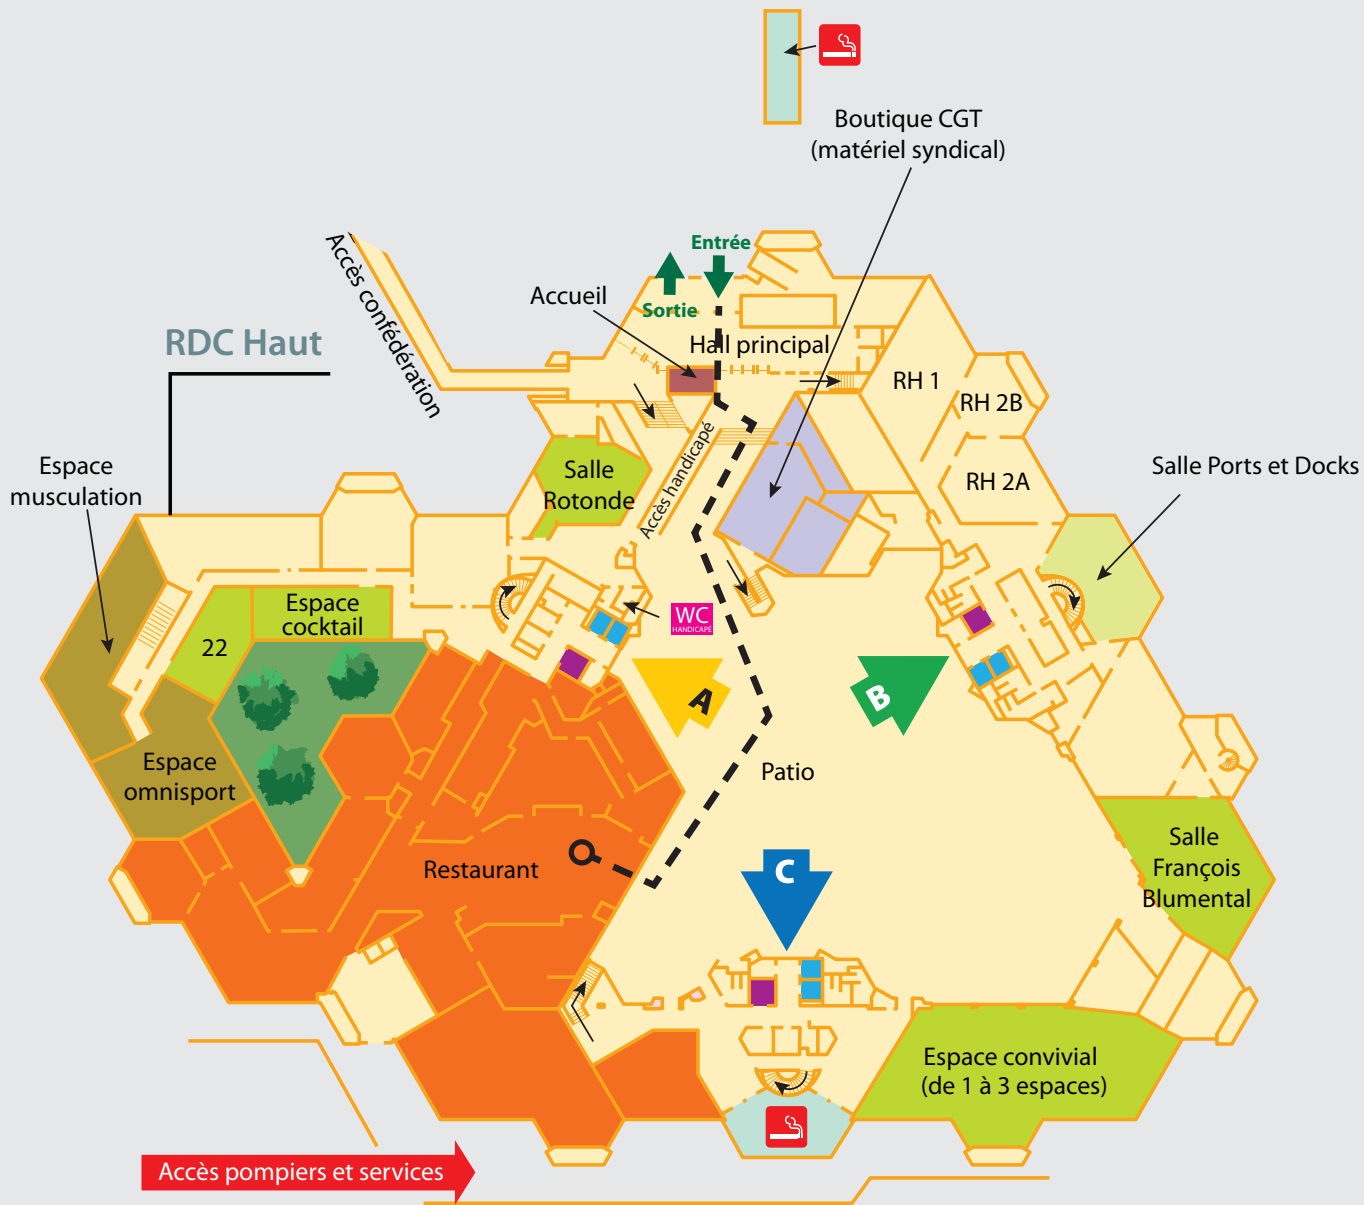 Boutique CGT
(matériel syndical)
Entrée
Sortie
Accès confédération
Accueil
Hall principal
RDC Haut
RH 1
RH 2B
RH 2A
Espace
musculation
Salle
Rotonde
Accès handicapé
Salle Ports et Docks
Espace
cocktail
22
WC
HANDICAPÉ
A
B
Patio
Espace
omnisport
Restaurant
C
Salle
François
Blumental
Espace convivial
(de 1 à 3 espaces)
Accès pompiers et services